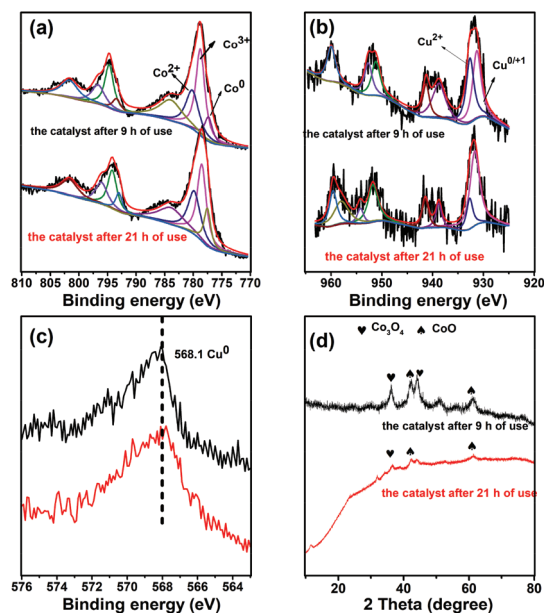 (a)
Co3+
Co2+
Co0
the catalyst after 9 h of use
the catalyst after 21 h of use
810 805 800 795 790 785 780 775 770
Binding energy (eV)
(b)
Cu2+
Cu0/+1
the catalyst after 9 h of use
the catalyst after 21 h of use
960 950 940 930 920
Binding energy (eV)
(c)
568.1 Cu0
576 574 572 570 568 566 564
Binding energy (eV)
♥ Co3O4 ♠ CoO
(d)
the catalyst after 9 h of use
the catalyst after 21 h of use
20 40 60 80
2 Theta (degree)